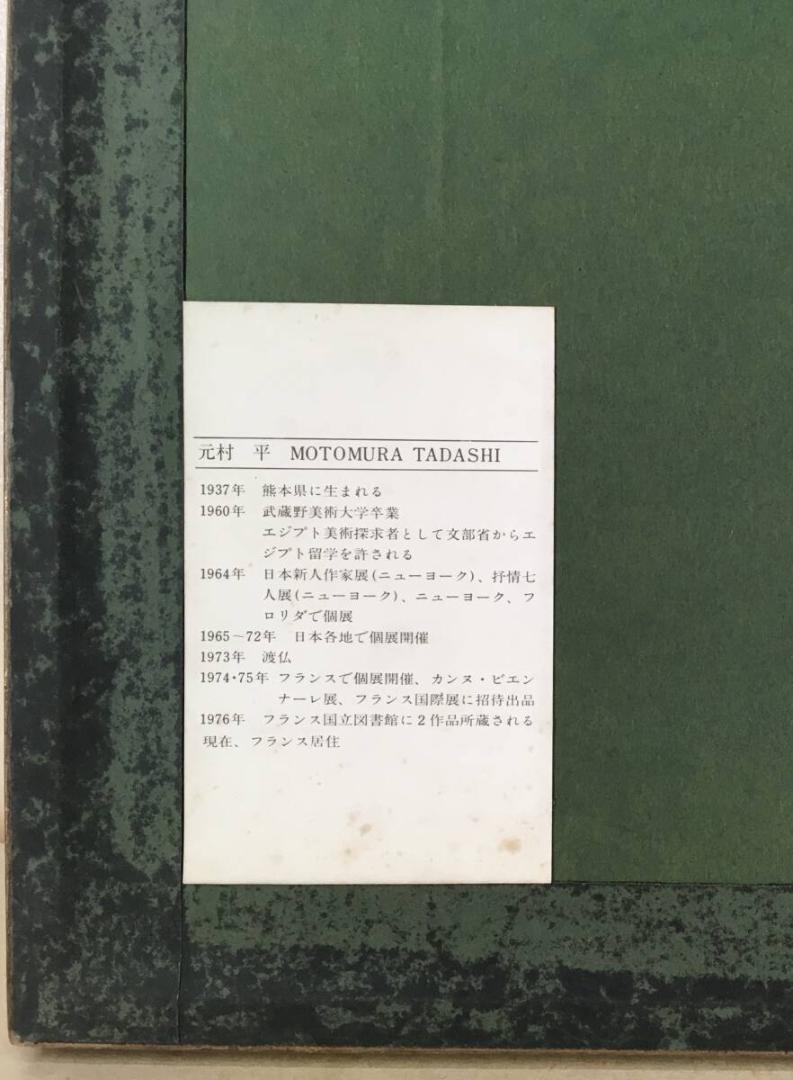 元村　平　MOTOMURA TADASHI
1937年　熊本県に生まれる
1960年　武蔵野美術大学卒業
エジプト美術探求者として文部省からエ
ジプト留学を許される
1964年　日本新人作家展(ニューヨーク)、抒情七
人展(ニューヨーク)、ニューヨーク、フ
ロリダで個展
1965~72年　日本各地で個展開催
1973年　渡仏
1974・75年 フランスで個展開催、カンヌ・ビエン
ナーレ展、フランス国際展に招待出品
1976年　フランス国立図書館に2作品所蔵される
現在、フランス居住